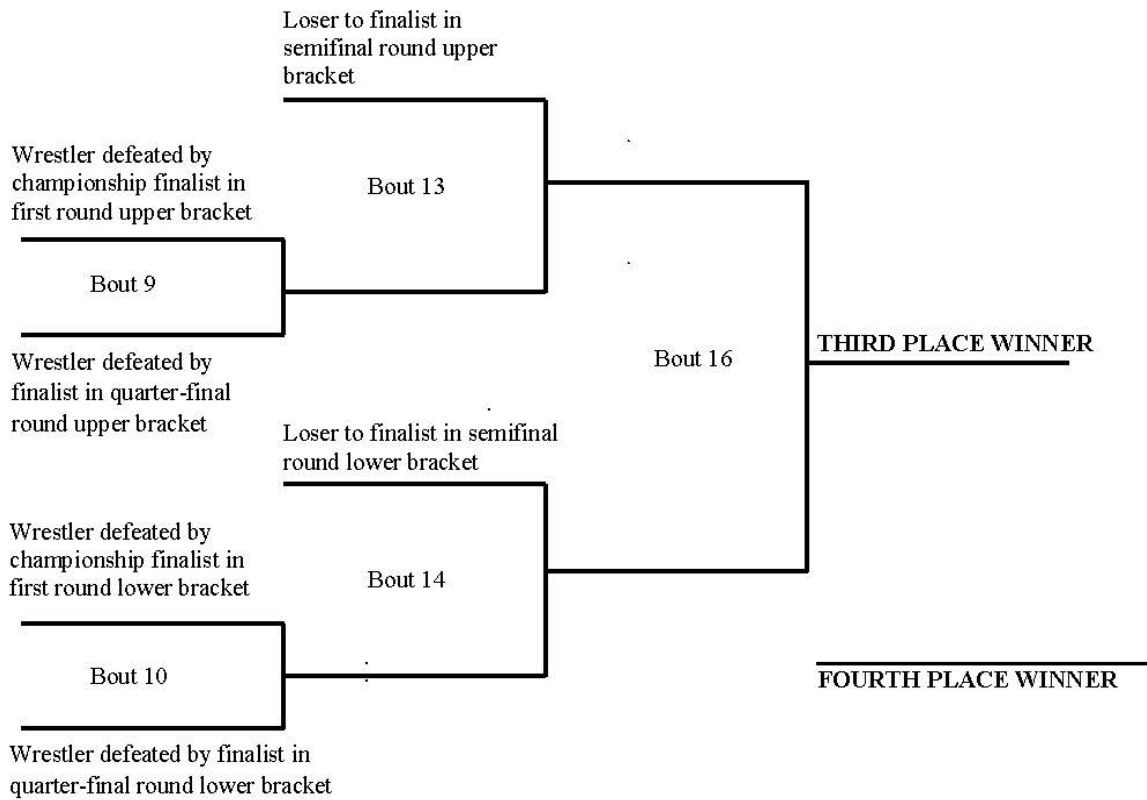 Loser to finalist in
semifinal round upper
bracket
Wrestler defeated by
championship finalist in
first round upper bracket
Bout 13
Bout 9
Wrestler defeated by
finalist in quarter-final
round upper bracket
THIRD PLACE WINNER
Bout 16
Loser to finalist in semifinal
round lower bracket
Wrestler defeated by
championship finalist in
first round lower bracket
Bout 14
Bout 10
FOURTH PLACE WINNER
Wrestler defeated by finalist in
quarter-final round lower bracket